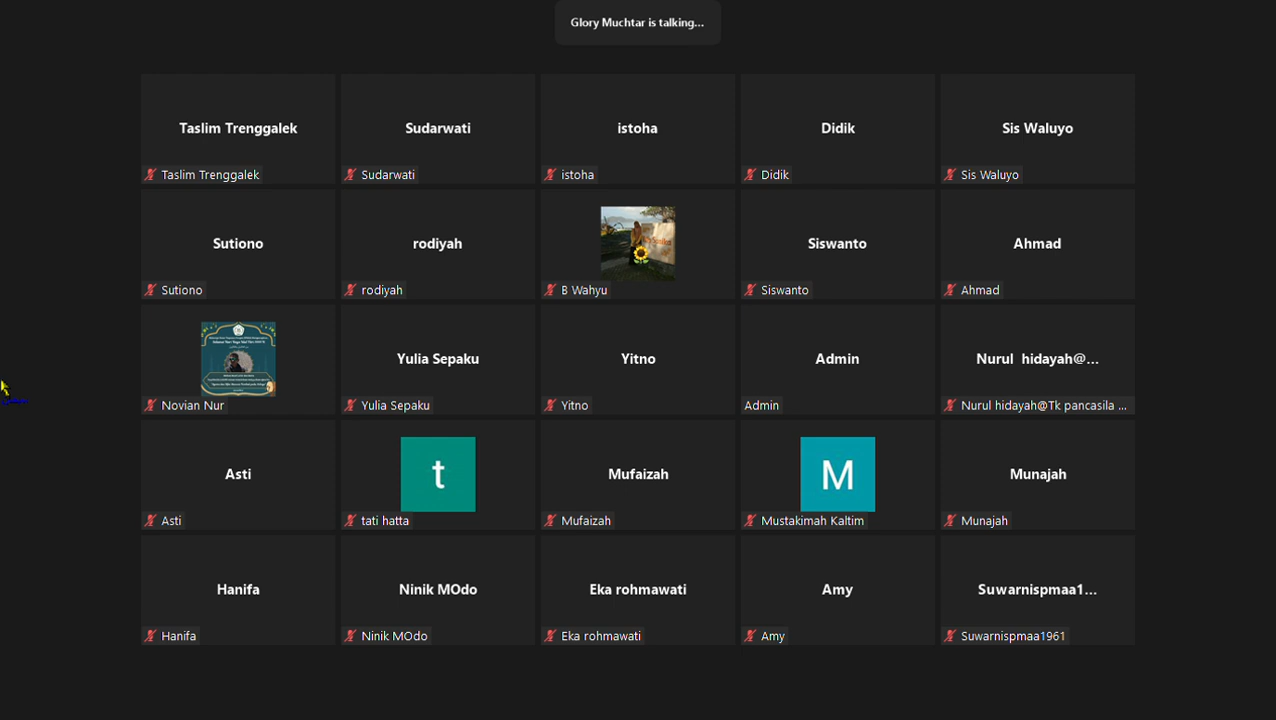 Glory Muchtar is talking...
Taslim Trenggalek
Taslim Trenggalek
Sudarwati
Sudarwati
istoha
istoha
Didik
Didik
Sis Waluyo
Sis Waluyo
Sutiono
Sutiono
rodiyah
rodiyah
B Wahyu
Siswanto
Siswanto
Ahmad
Ahmad
Novian Nur
Yulia Sepaku
Yulia Sepaku
Yitno
Yitno
Admin
Admin
Nurul hidayah@...
Nurul hidayah@Tk pancasila ...
Asti
Asti
t
tati hatta
Mufaizah
Mufaizah
M
Mustakimah Kaltim
Munajah
Munajah
Hanifa
Hanifa
Ninik MOdo
Ninik MOdo
Eka rohmawati
Eka rohmawati
Amy
Amy
Suwarnispmaa1...
Suwarnispmaa1961